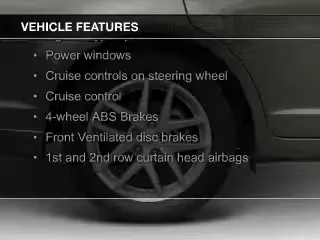 VEHICLE FEATURES
• Power windows
• Cruise controls on steering wheel
• Cruise control
• 4-wheel ABS Brakes
• Front Ventilated disc brakes
• 1st and 2nd row curtain head airbags